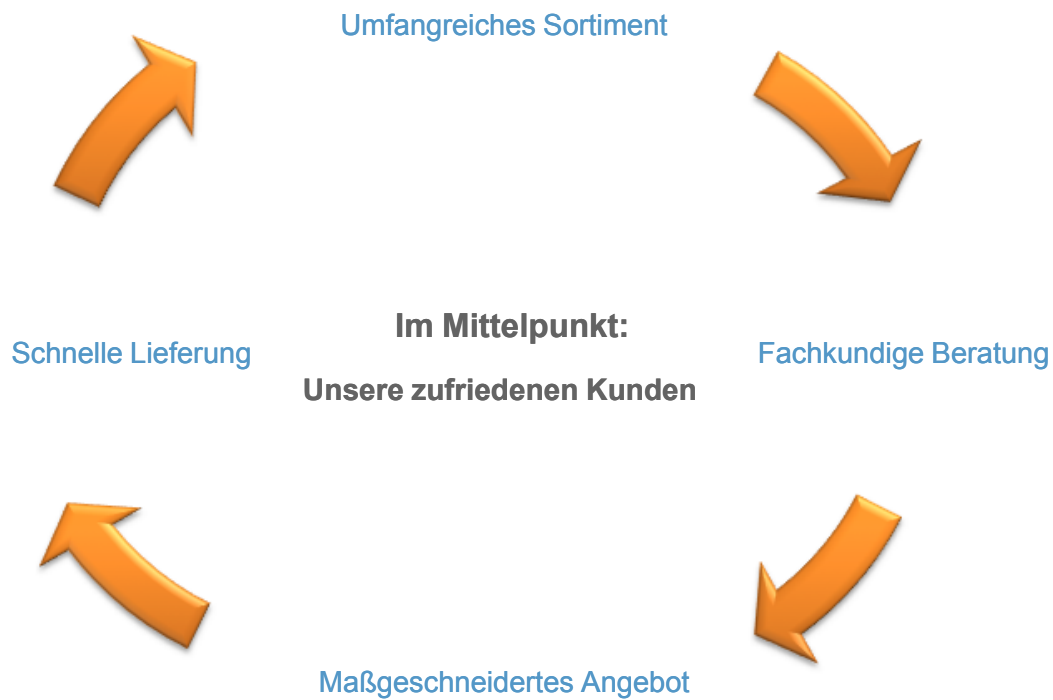 Umfangreiches Sortiment
Im Mittelpunkt:
Schnelle Lieferung
Fachkundige Beratung
Unsere zufriedenen Kunden
Maßgeschneidertes Angebot